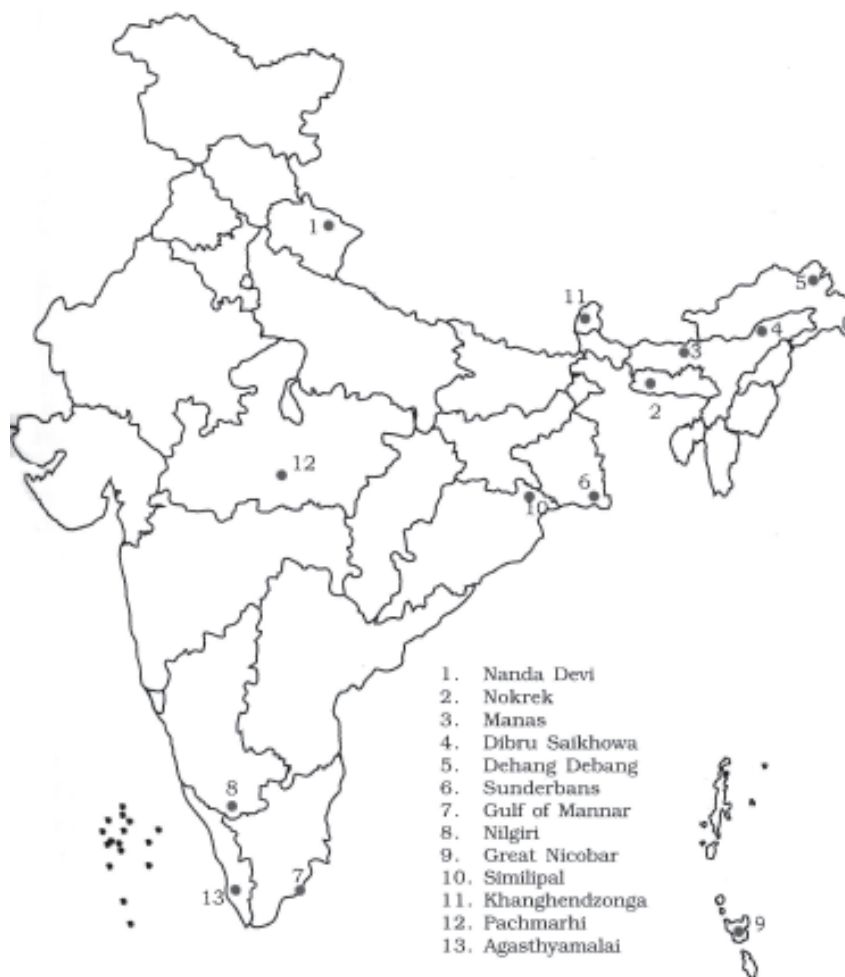 1
5
11
4
3
2
12
6
10
1. Nanda Devi
2. Nokrek
3. Manas
4. Dibru Saikhowa
5. Dehang Debang
6. Sunderbans
7. Gulf of Mannar
8. Nilgiri
9. Great Nicobar
10. Similipal
11. Khanghendzonga
12. Pachmarhi
13. Agasthyamalai
8
7
13
9